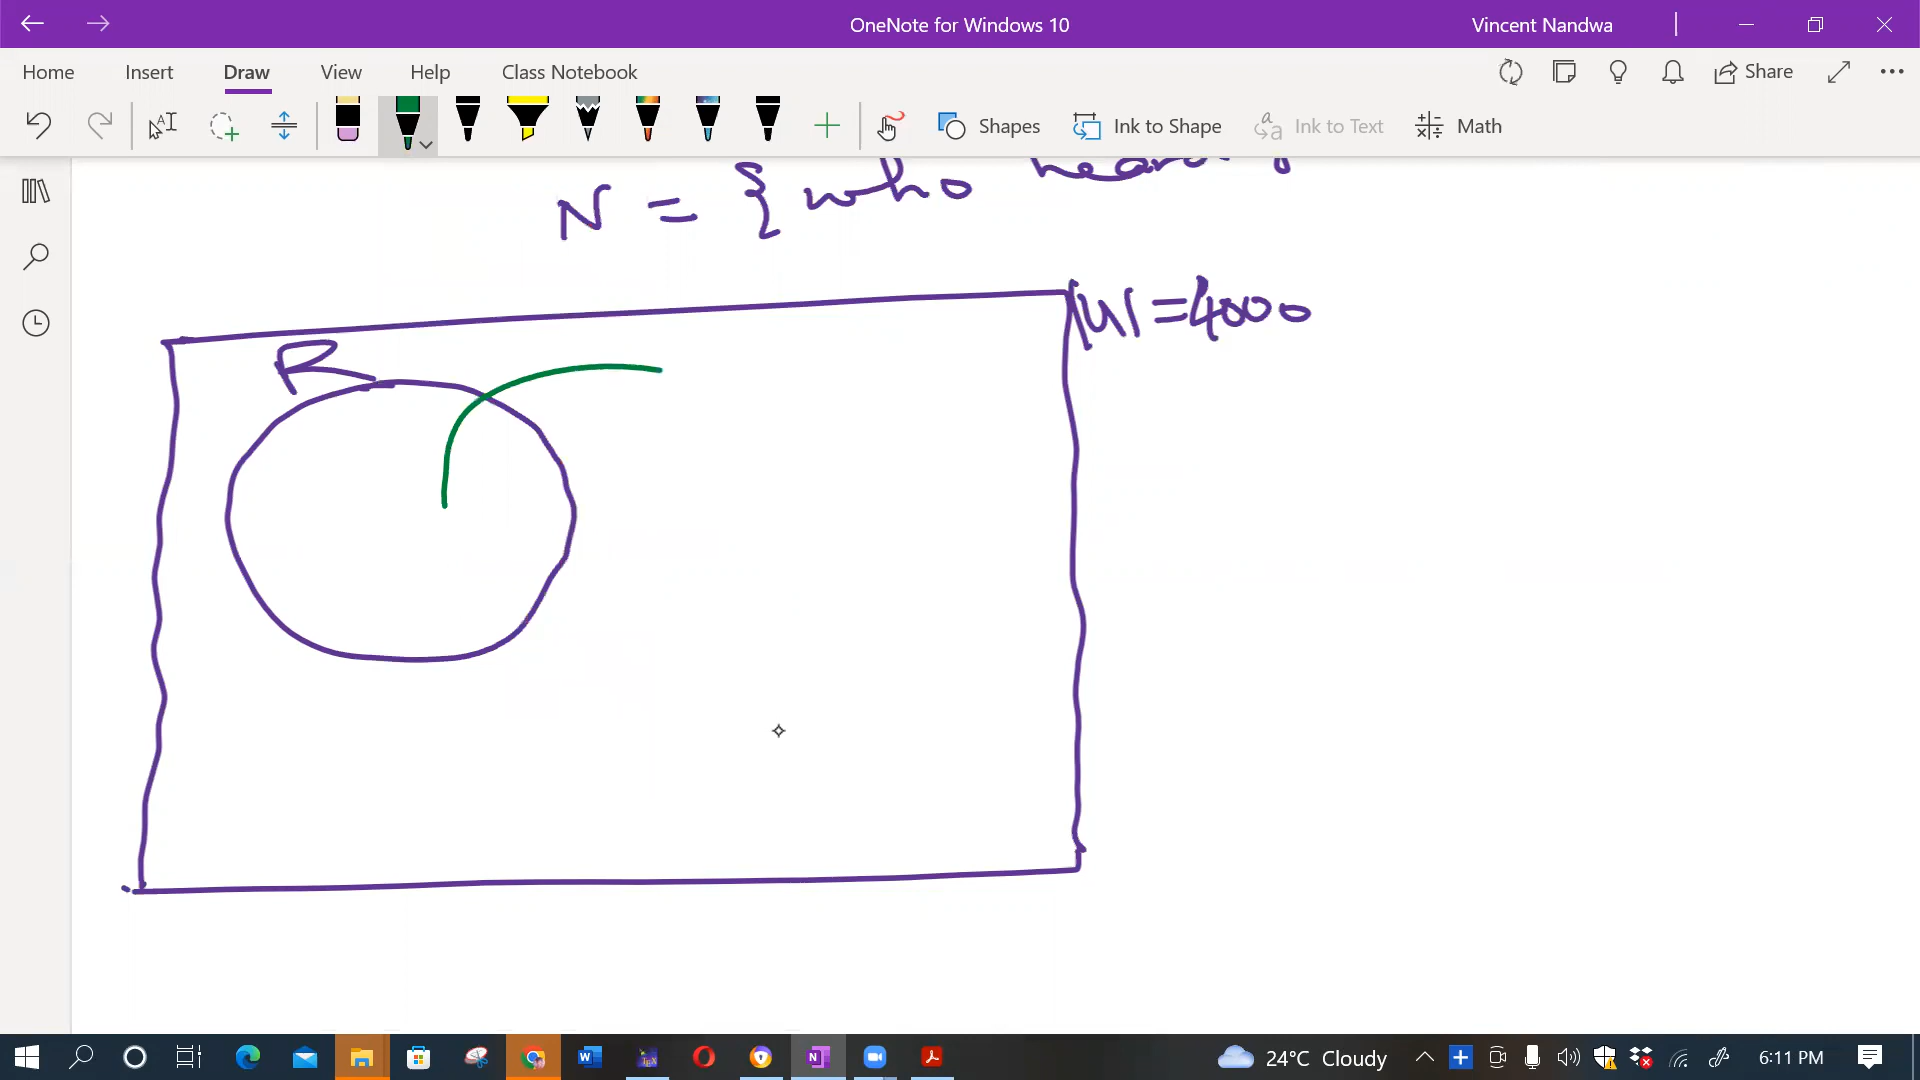 OneNote for Windows 10
Vincent Nandwa
Home Insert Draw View Help Class Notebook
Share
Shapes Ink to Shape Ink to Text Math
N = { who heard
|U| = 4000
R
24°C Cloudy
6:11 PM